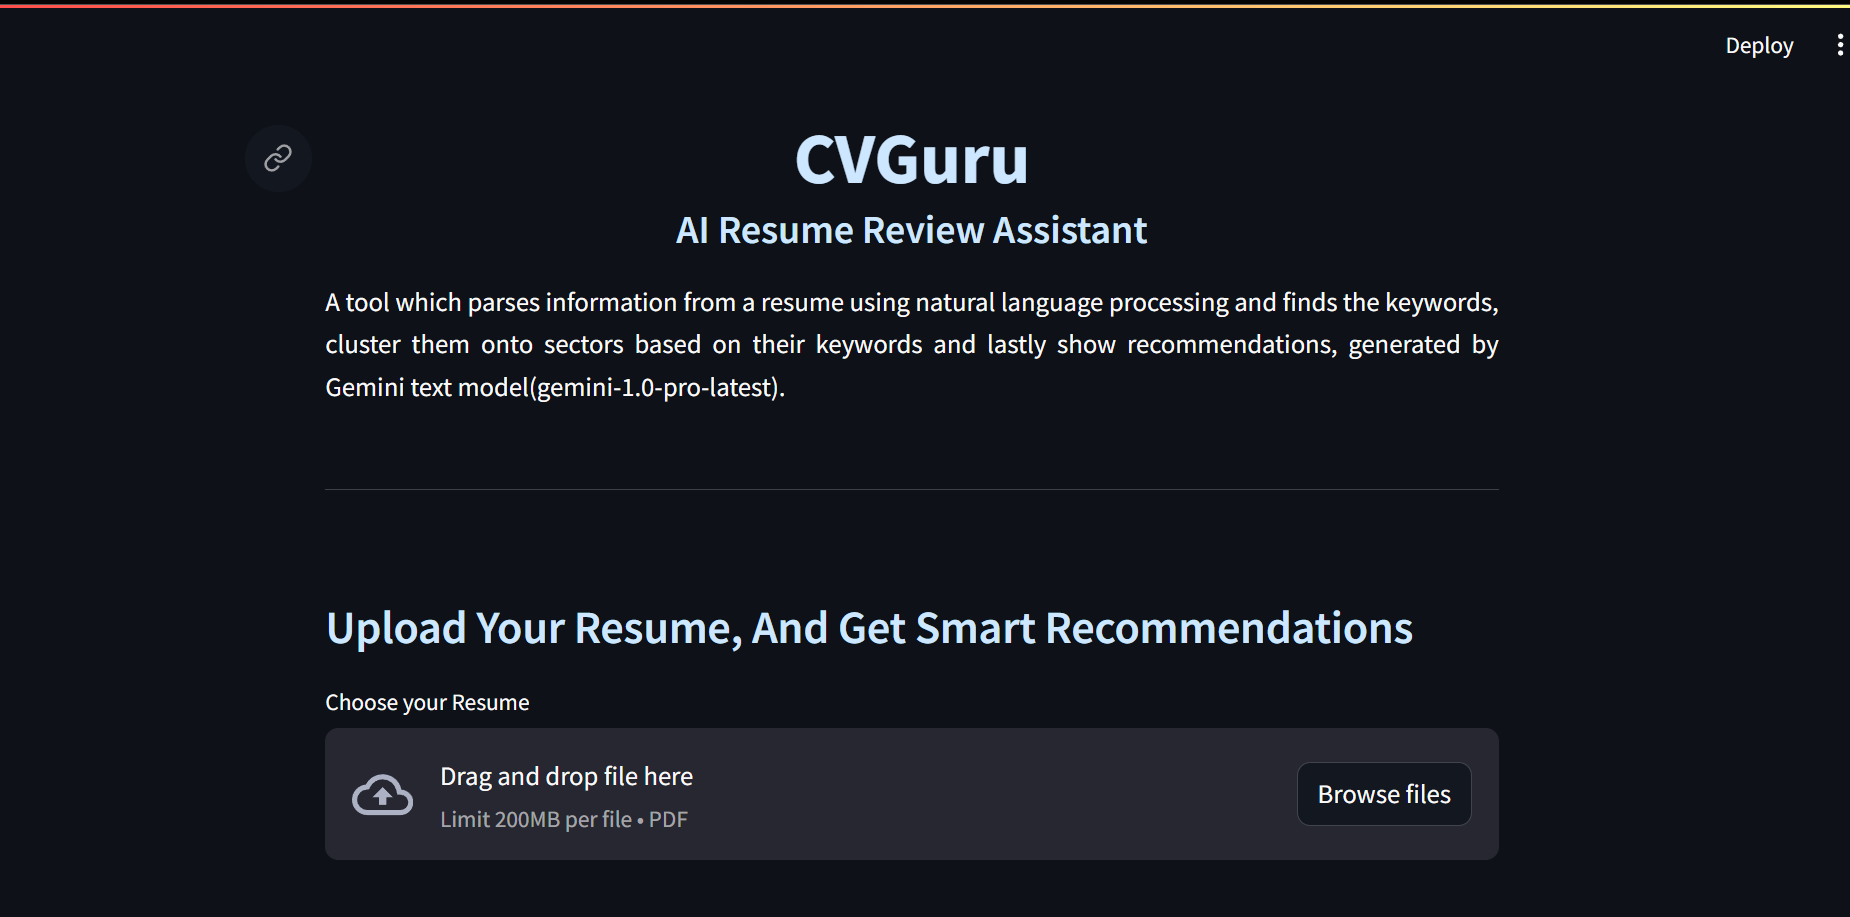 Deploy
CVGuru
AI Resume Review Assistant
A tool which parses information from a resume using natural language processing and finds the keywords,
cluster them onto sectors based on their keywords and lastly show recommendations, generated by
Gemini text model(gemini-1.0-pro-latest).
Upload Your Resume, And Get Smart Recommendations
Choose your Resume
Drag and drop file here
Limit 200MB per file • PDF
Browse files